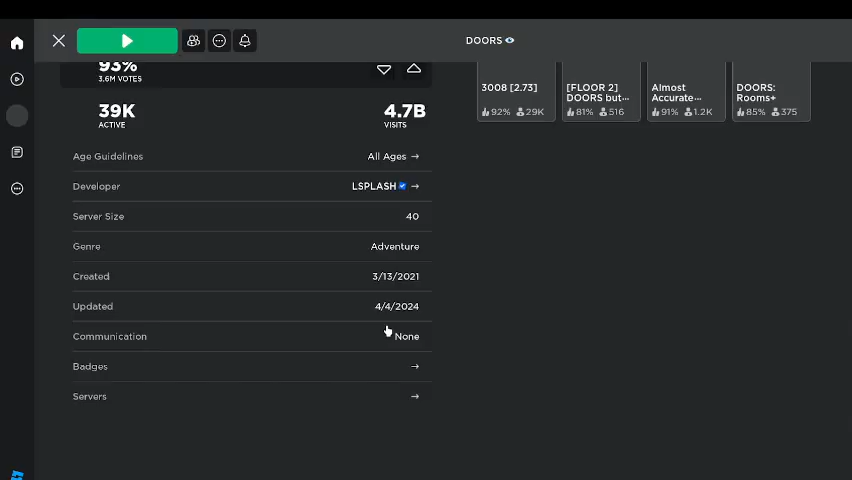 DOORS
93%
3.6M VOTES
39K
ACTIVE
4.7B
VISITS
Age Guidelines All Ages →
Developer LSPLASH →
Server Size 40
Genre Adventure
Created 3/13/2021
Updated 4/4/2024
Communication None
Badges →
Servers →
3008 [2.73]
92% 29K
[FLOOR 2]
DOORS but...
81% 516
Almost
Accurate...
91% 1.2K
DOORS:
Rooms+
85% 375